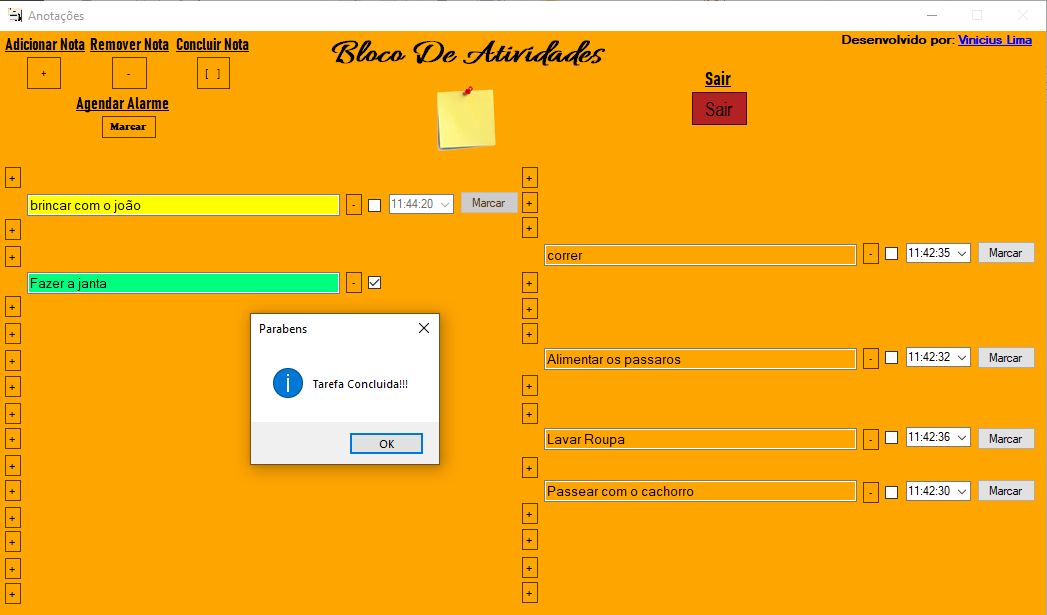 Anotações
Adicionar Nota Remover Nota Concluir Nota
+ - [ ]
Agendar Alarme
Marcar
Bloco De Atividades
Sair
Sair
Desenvolvido por: Vinicius Lima
+
brincar com o joão - 11:44:20 Marcar
+
+
Fazer a janta -
+
+
+
+
+
+
+
+
+
+
+
+
Parabens
i Tarefa Concluida!!!
OK
+
+
+
correr - 11:42:35 Marcar
+
+
+
Alimentar os passaros - 11:42:32 Marcar
+
+
Lavar Roupa - 11:42:36 Marcar
+
Passear com o cachorro - 11:42:30 Marcar
+
+
+
+